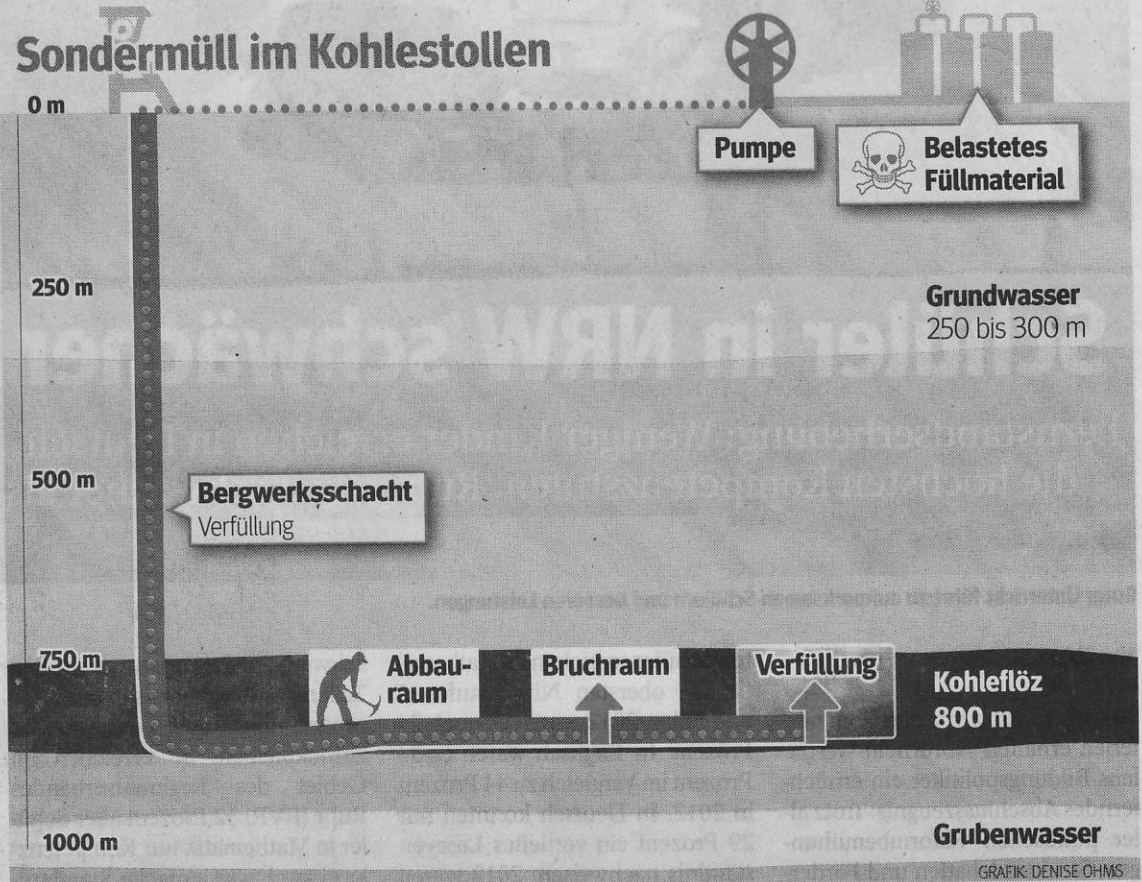 Sondermüll im Kohlestollen
0 m
Pumpe
Belastetes
Füllmaterial
250 m
Grundwasser
250 bis 300 m
500 m
Bergwerksschacht
Verfüllung
750 m
Abbau-
raum
Bruchraum
Verfüllung
Kohleflöz
800 m
1000 m
Grubenwasser
GRAFIK: DENISE OHMS